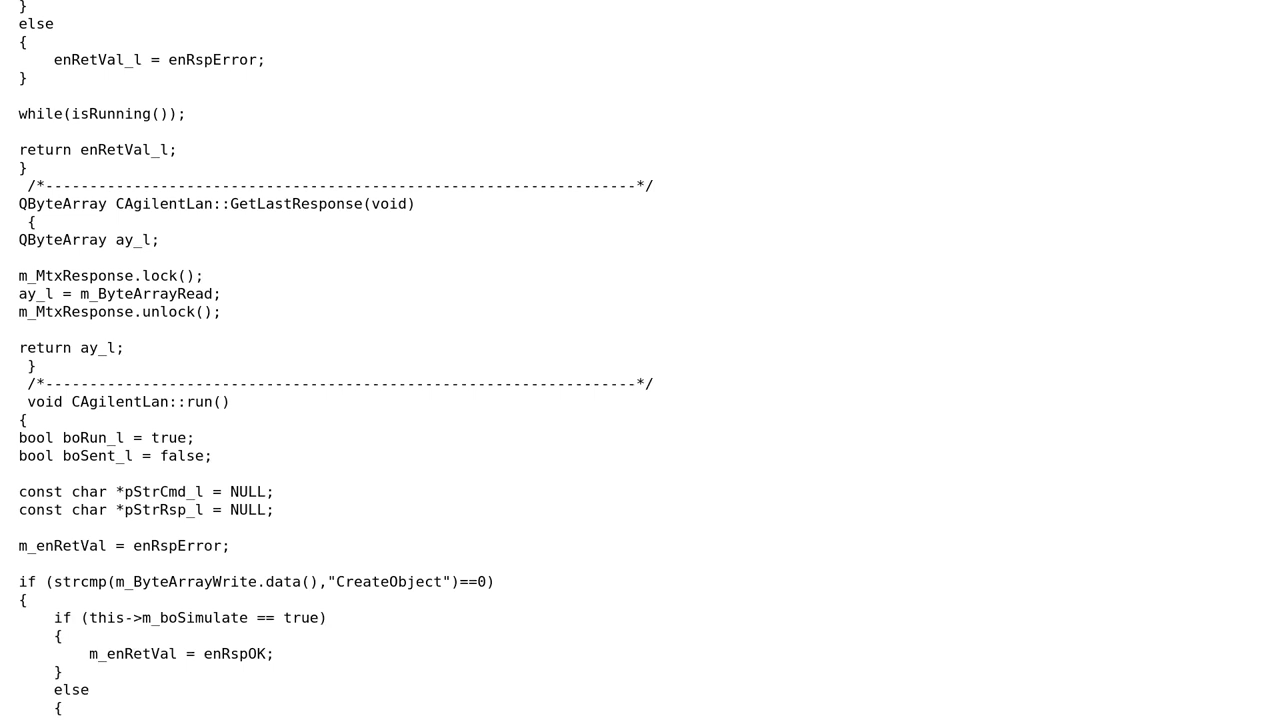 }
else
{
    enRetVal_l = enRspError;
}

while(isRunning());

return enRetVal_l;
}
 /*-------------------------------------------------------------------*/
QByteArray CAgilentLan::GetLastResponse(void)
 {
QByteArray ay_l;

m_MtxResponse.lock();
ay_l = m_ByteArrayRead;
m_MtxResponse.unlock();

return ay_l;
 }
 /*-------------------------------------------------------------------*/
 void CAgilentLan::run()
{
bool boRun_l = true;
bool boSent_l = false;

const char *pStrCmd_l = NULL;
const char *pStrRsp_l = NULL;

m_enRetVal = enRspError;

if (strcmp(m_ByteArrayWrite.data(),"CreateObject")==0)
{
    if (this->m_boSimulate == true)
    {
        m_enRetVal = enRspOK;
    }
    else
    {